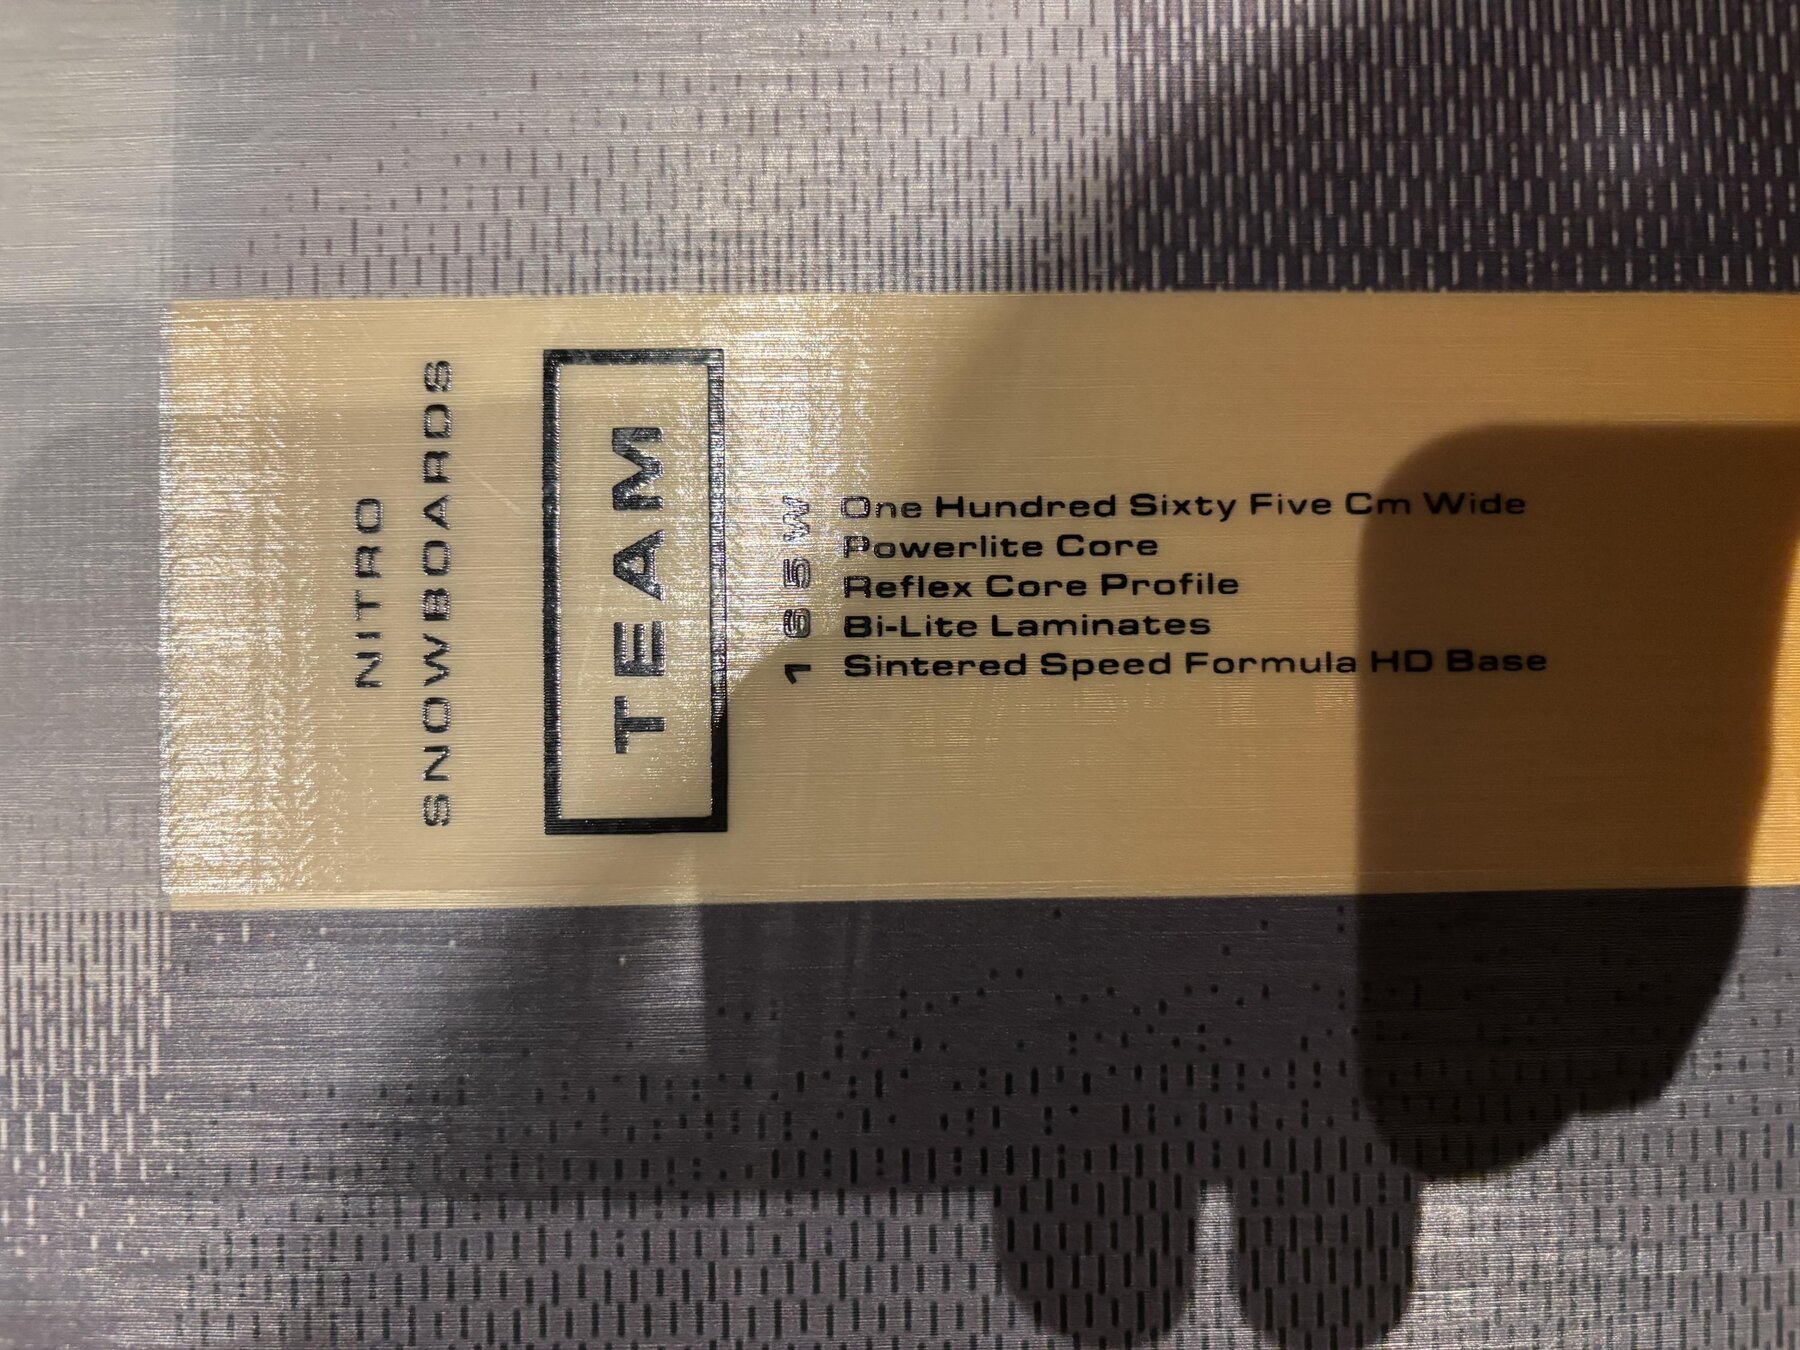 NITRO
SNOWBOARDS
TEAM
165W
One Hundred Sixty Five Cm Wide
Powerlite Core
Reflex Core Profile
Bi-Lite Laminates
Sintered Speed Formula HD Base